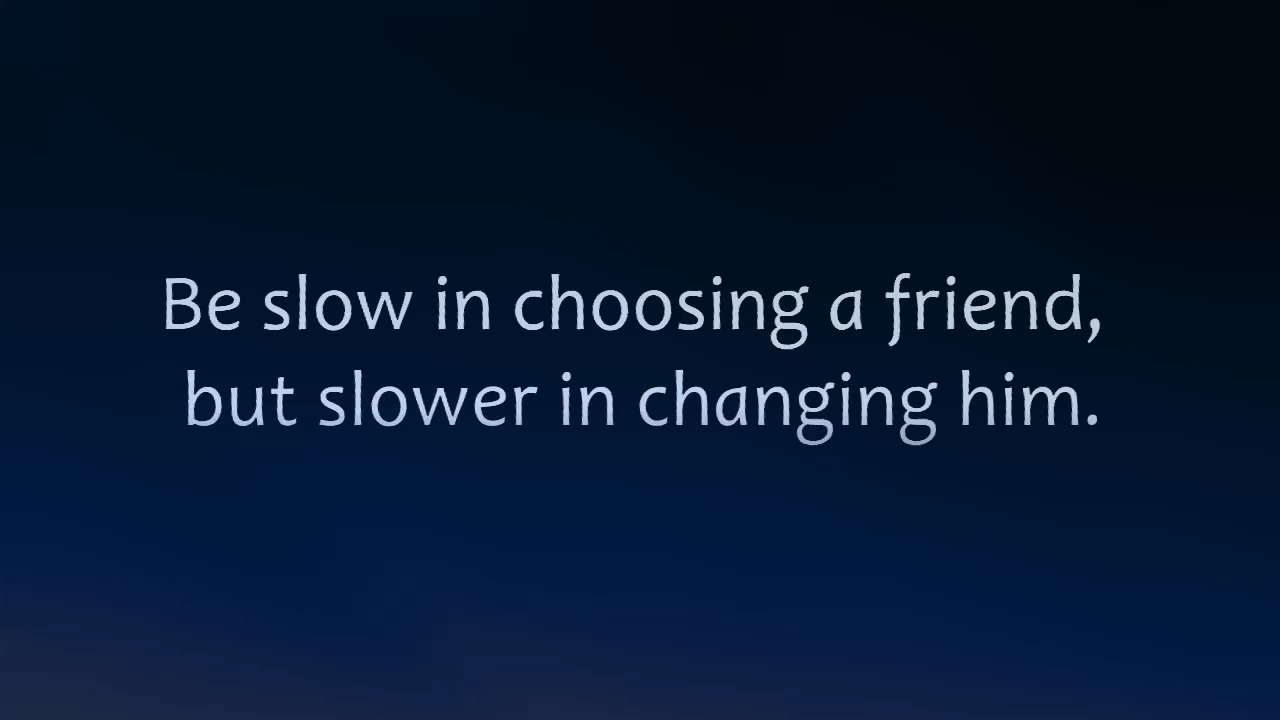 Be slow in choosing a friend,
but slower in changing him.